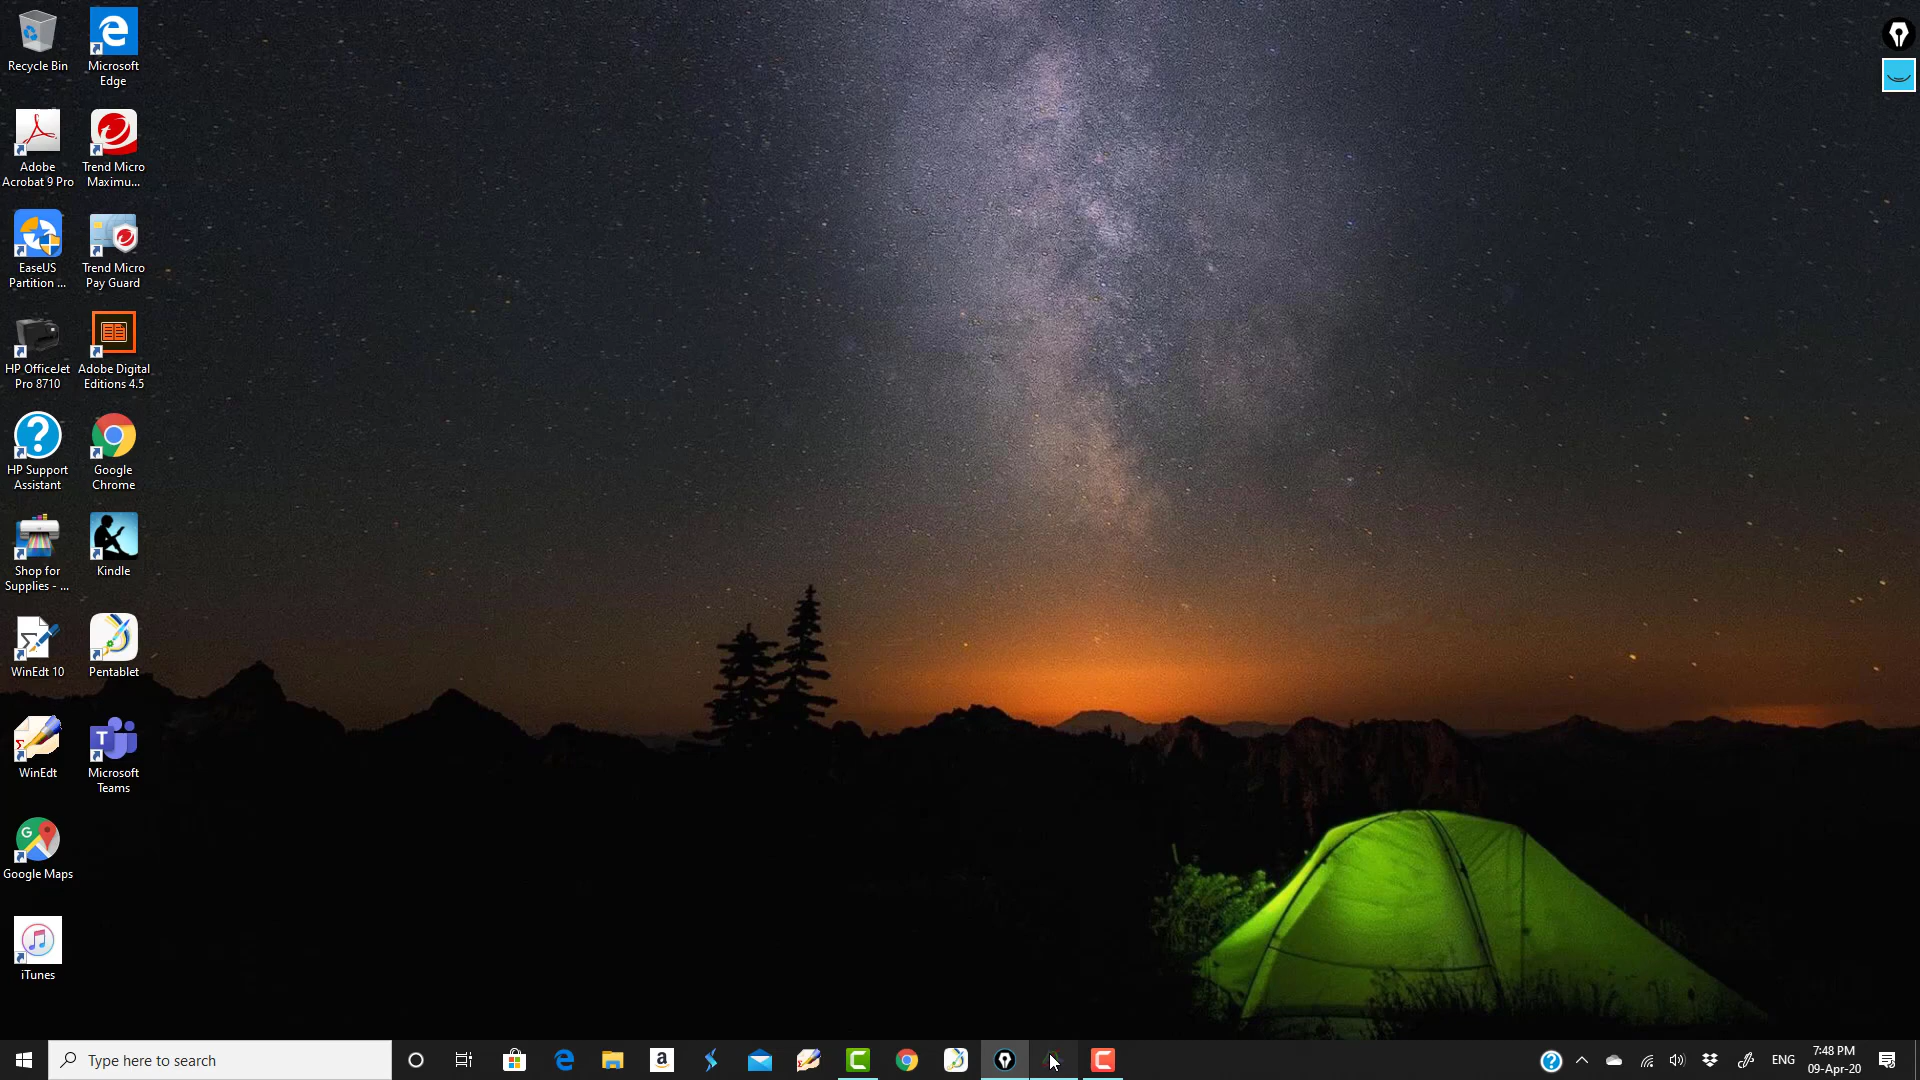 Recycle Bin
Microsoft
Edge
Adobe
Acrobat 9 Pro
Trend Micro
Maximu...
EaseUS
Partition ...
Trend Micro
Pay Guard
HP OfficeJet
Pro 8710
Adobe Digital
Editions 4.5
HP Support
Assistant
Google
Chrome
Shop for
Supplies - ...
Kindle
WinEdt 10
Pentablet
WinEdt
Microsoft
Teams
Google Maps
iTunes
Type here to search
ENG
7:48 PM
09-Apr-20